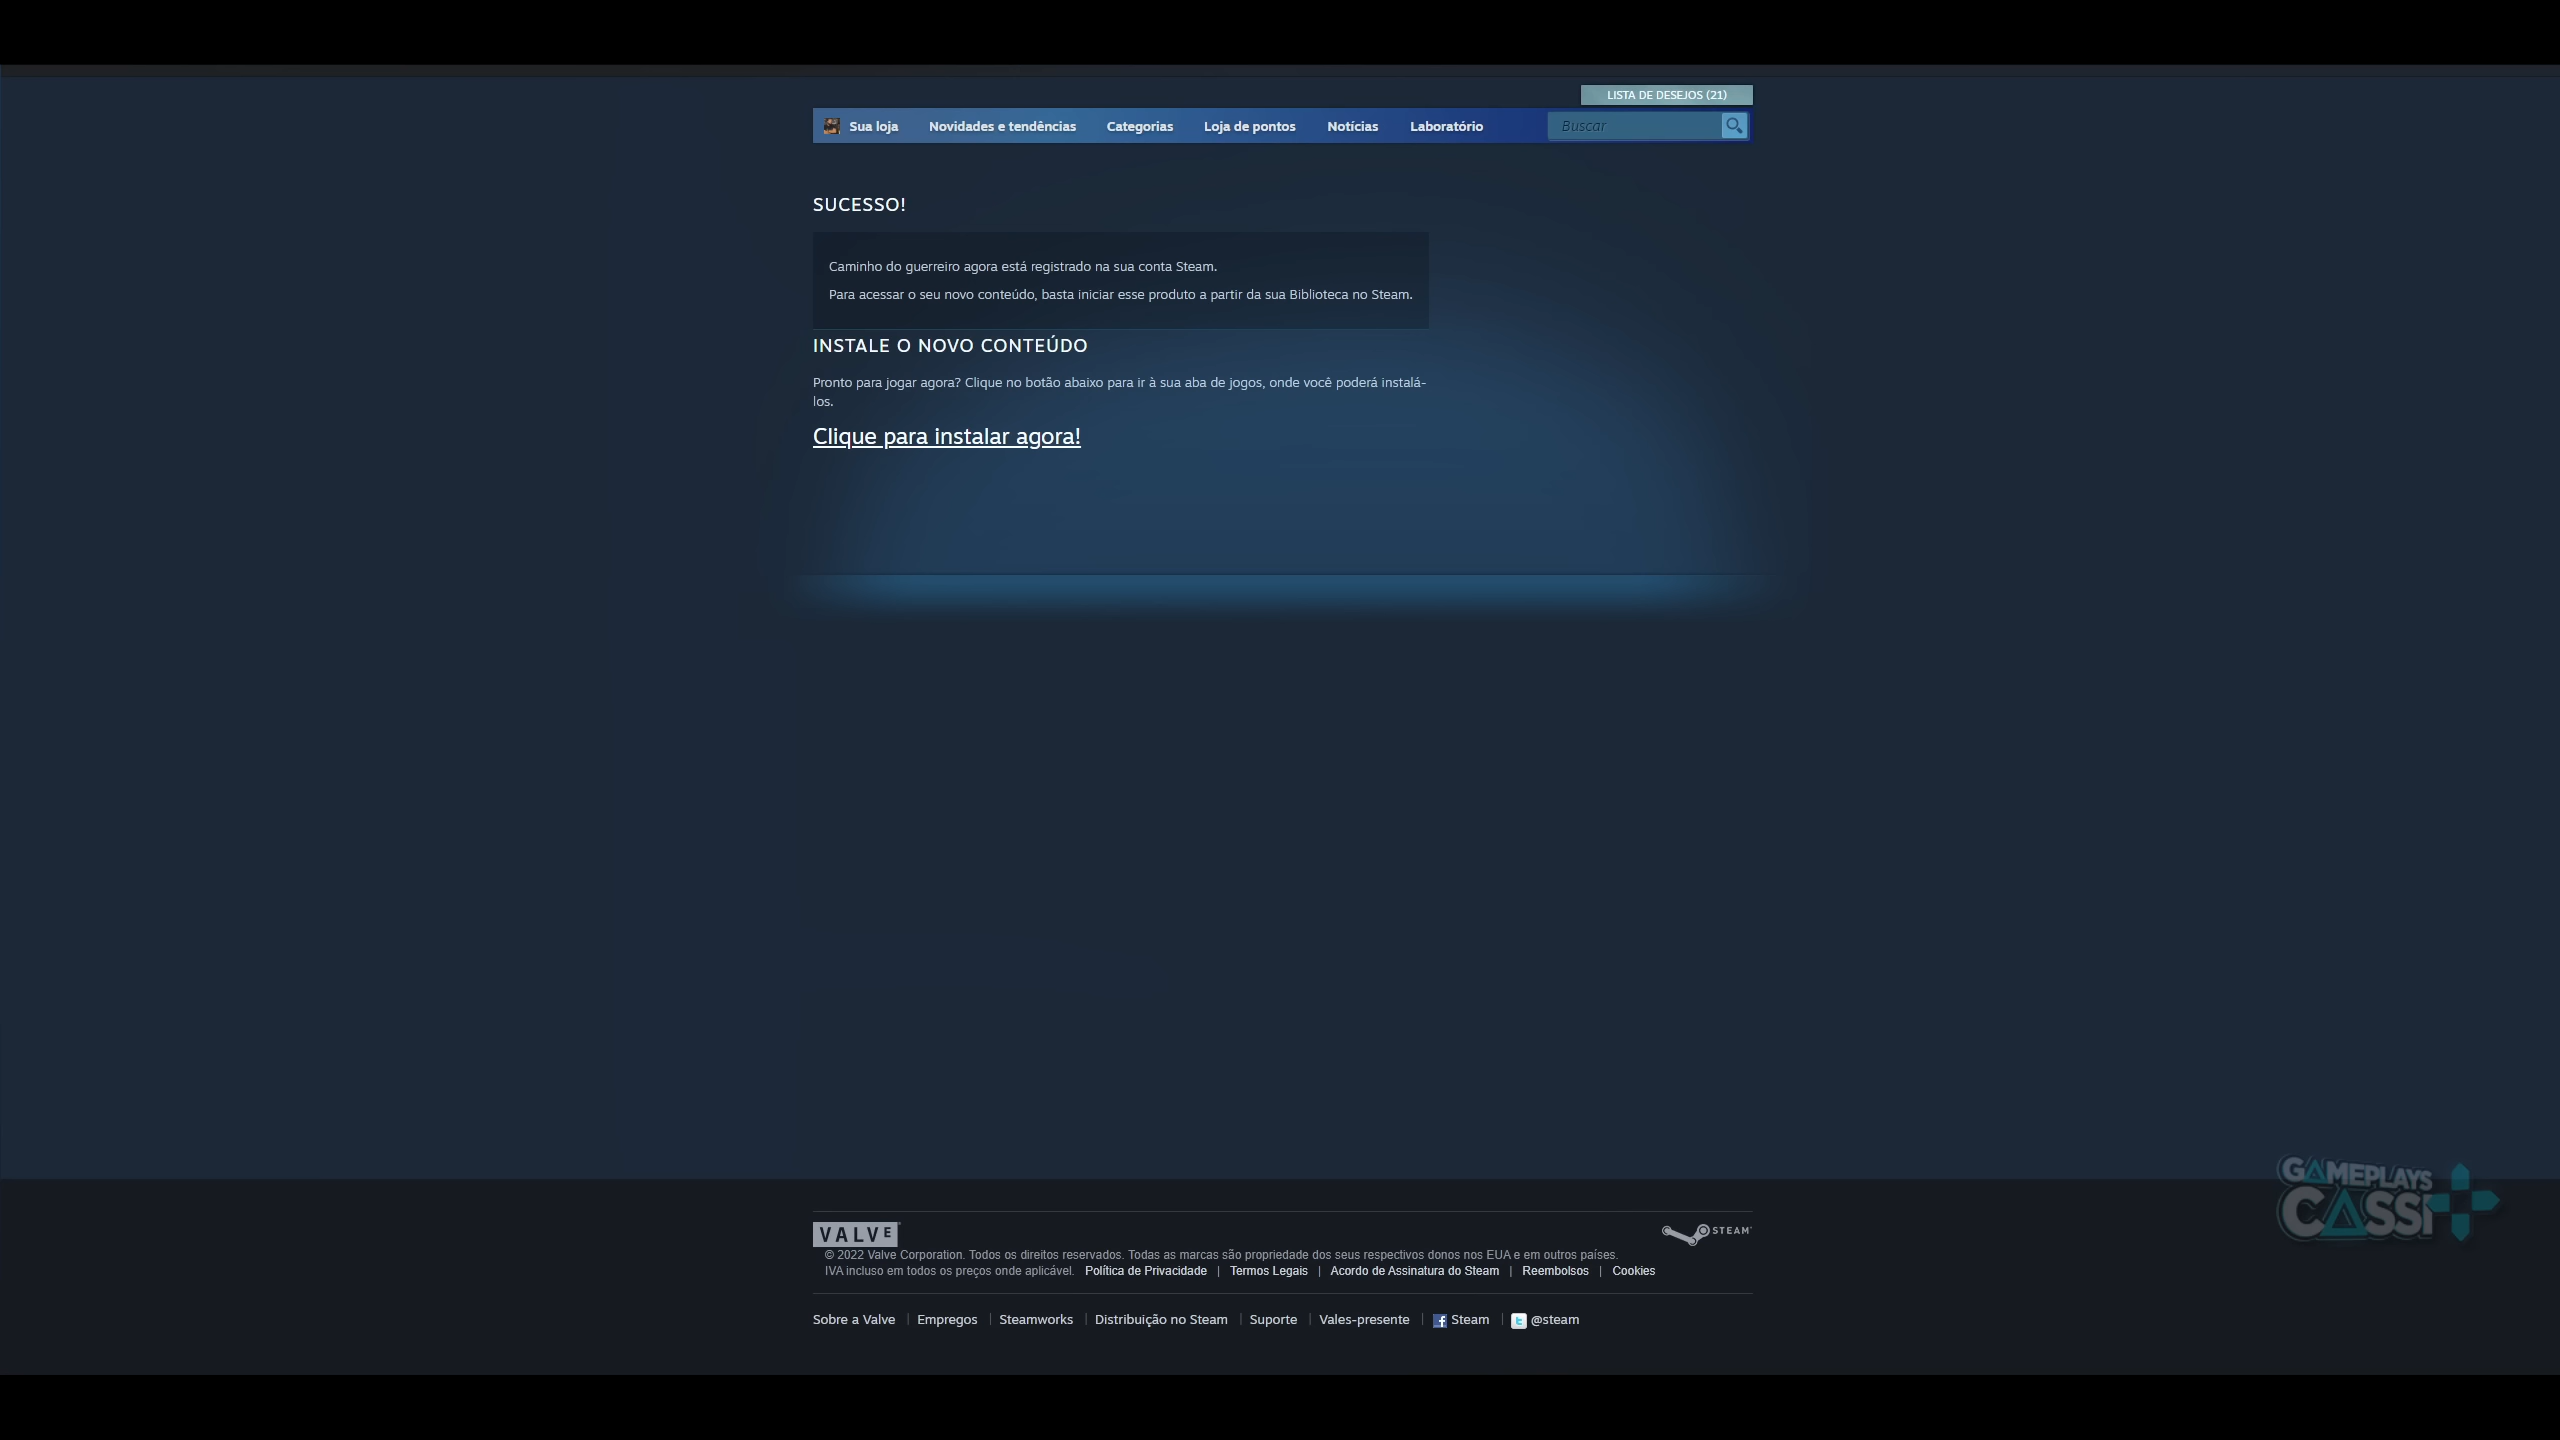 LISTA DE DESEJOS (21)
Sua loja Novidades e tendências Categorias Loja de pontos Notícias Laboratório Buscar
SUCESSO!
Caminho do guerreiro agora está registrado na sua conta Steam.
Para acessar o seu novo conteúdo, basta iniciar esse produto a partir da sua Biblioteca no Steam.
INSTALE O NOVO CONTEÚDO
Pronto para jogar agora? Clique no botão abaixo para ir à sua aba de jogos, onde você poderá instalá-
los.
Clique para instalar agora!
GAMEPLAYS
CASSI
VALVE
STEAM
© 2022 Valve Corporation. Todos os direitos reservados. Todas as marcas são propriedade dos seus respectivos donos nos EUA e em outros países.
IVA incluso em todos os preços onde aplicável. Política de Privacidade | Termos Legais | Acordo de Assinatura do Steam | Reembolsos | Cookies
Sobre a Valve | Empregos | Steamworks | Distribuição no Steam | Suporte | Vales-presente | Steam | @steam